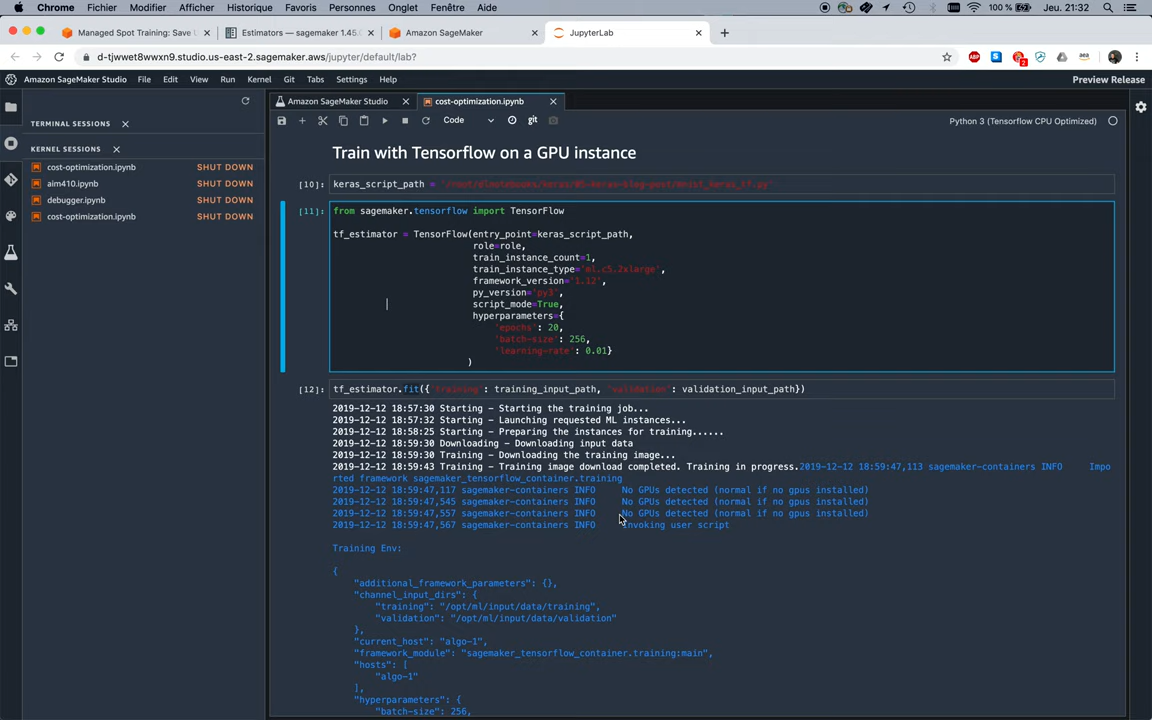 Chrome Fichier Modifier Affichage Historique Favoris Personnes Onglet Fenêtre Aide 100 % Jeu. 21:32
Managed Spot Training: Save U × Estimators — sagemaker 1.45.0 × Amazon SageMaker × JupyterLab × +
d-tjwwet8wwxn9.studio.us-east-2.sagemaker.aws/jupyter/default/lab?
Amazon SageMaker Studio File Edit View Run Kernel Git Tabs Settings Help Preview Release
TERMINAL SESSIONS ×
KERNEL SESSIONS ×
cost-optimization.ipynb SHUT DOWN
aim410.ipynb SHUT DOWN
debugger.ipynb SHUT DOWN
cost-optimization.ipynb SHUT DOWN
Amazon SageMaker Studio × cost-optimization.ipynb ×
Code git Python 3 (Tensorflow CPU Optimized)
Train with Tensorflow on a GPU instance
[10]: keras_script_path =
[11]: from sagemaker.tensorflow import TensorFlow
tf_estimator = TensorFlow(entry_point=keras_script_path,
role=role,
train_instance_count=1,
train_instance_type='ml.c5.2xlarge',
framework_version='1.12',
py_version='py3',
script_mode=True,
hyperparameters={
'epochs': 20,
'batch-size': 256,
'learning-rate': 0.01}
)
[12]: tf_estimator.fit({'training': training_input_path, 'validation': validation_input_path})
2019-12-12 18:57:30 Starting - Starting the training job...
2019-12-12 18:57:32 Starting - Launching requested ML instances...
2019-12-12 18:58:25 Starting - Preparing the instances for training......
2019-12-12 18:59:30 Downloading - Downloading input data
2019-12-12 18:59:30 Training - Downloading the training image...
2019-12-12 18:59:43 Training - Training image download completed. Training in progress.2019-12-12 18:59:47,113 sagemaker-containers INFO Impo
rted framework sagemaker_tensorflow_container.training
2019-12-12 18:59:47,117 sagemaker-containers INFO No GPUs detected (normal if no gpus installed)
2019-12-12 18:59:47,545 sagemaker-containers INFO No GPUs detected (normal if no gpus installed)
2019-12-12 18:59:47,557 sagemaker-containers INFO No GPUs detected (normal if no gpus installed)
2019-12-12 18:59:47,567 sagemaker-containers INFO Invoking user script
Training Env:
{
"additional_framework_parameters": {},
"channel_input_dirs": {
"training": "/opt/ml/input/data/training",
"validation": "/opt/ml/input/data/validation"
},
"current_host": "algo-1",
"framework_module": "sagemaker_tensorflow_container.training:main",
"hosts": [
"algo-1"
],
"hyperparameters": {
"batch-size": 256,